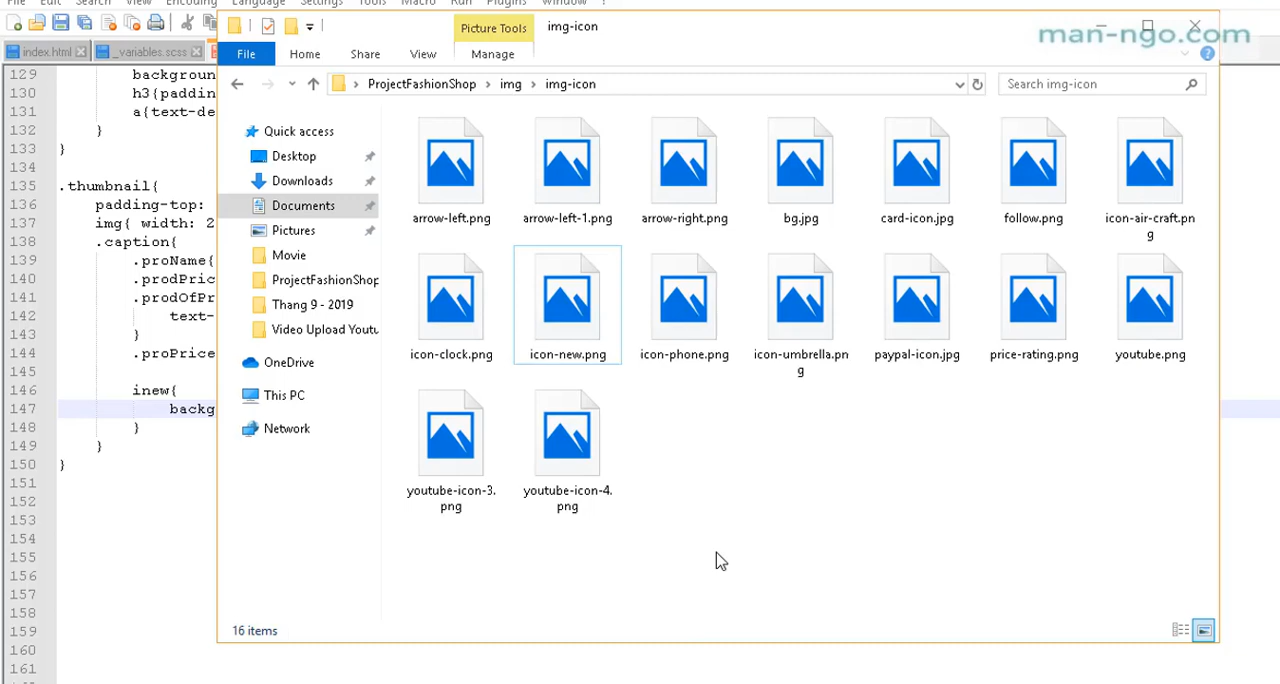 File Edit Search View Encoding Language Settings Tools Macro Run Plugins Window ?
Picture Tools
img-icon
man-ngo.com
index.html
_variables.scss
File
Home
Share
View
Manage
ProjectFashionShop
img
img-icon
Search img-icon
129
130 h3{
131
132 }
133 }
134
135 .thumbnail{
136 padding-top:
137 img{ width: 2
138 .caption{
139 .proName{
140 .prodPric
141 .prodOfPr
142 text-
143 }
144 .proPrice
145
146 inew{
147 backg
148 }
149 }
150 }
151
152
153
154
155
156
157
158
159
160
161
Quick access
Desktop
Downloads
Documents
Pictures
Movie
ProjectFashionShop
Thang 9 - 2019
Video Upload Youtu
OneDrive
This PC
Network
arrow-left.png
arrow-left-1.png
arrow-right.png
bg.jpg
card-icon.jpg
follow.png
icon-air-craft.pn
g
icon-clock.png
icon-new.png
icon-phone.png
icon-umbrella.pn
g
paypal-icon.jpg
price-rating.png
youtube.png
youtube-icon-3.
png
youtube-icon-4.
png
16 items